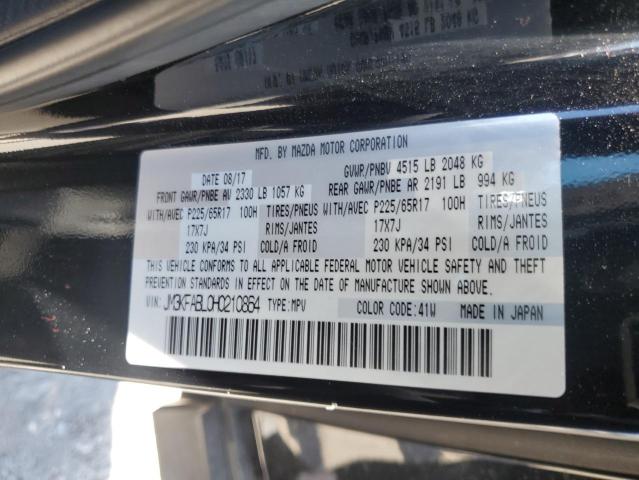 MFD. BY MAZDA MOTOR CORPORATION
DATE 08/17 GVWR/PNBV 4515 LB 2048 KG
FRONT GAWR/PNBE AV 2330 LB 1057 KG REAR GAWR/PNBE AR 2191 LB 994 KG
WITH/AVEC P225/65R17 100H TIRES/PNEUS WITH/AVEC P225/65R17 100H TIRES/PNEUS
17X7J RIMS/JANTES 17X7J RIMS/JANTES
230 KPA/34 PSI COLD/A FROID 230 KPA/34 PSI COLD/A FROID
THIS VEHICLE CONFORMS TO ALL APPLICABLE FEDERAL MOTOR VEHICLE SAFETY AND THEFT
PREVENTION STANDARDS IN EFFECT ON THE DATE OF MANUFACTURE SHOWN ABOVE.
VIN: JM3KFABL0H0210864 TYPE:MPV COLOR CODE:41W MADE IN JAPAN